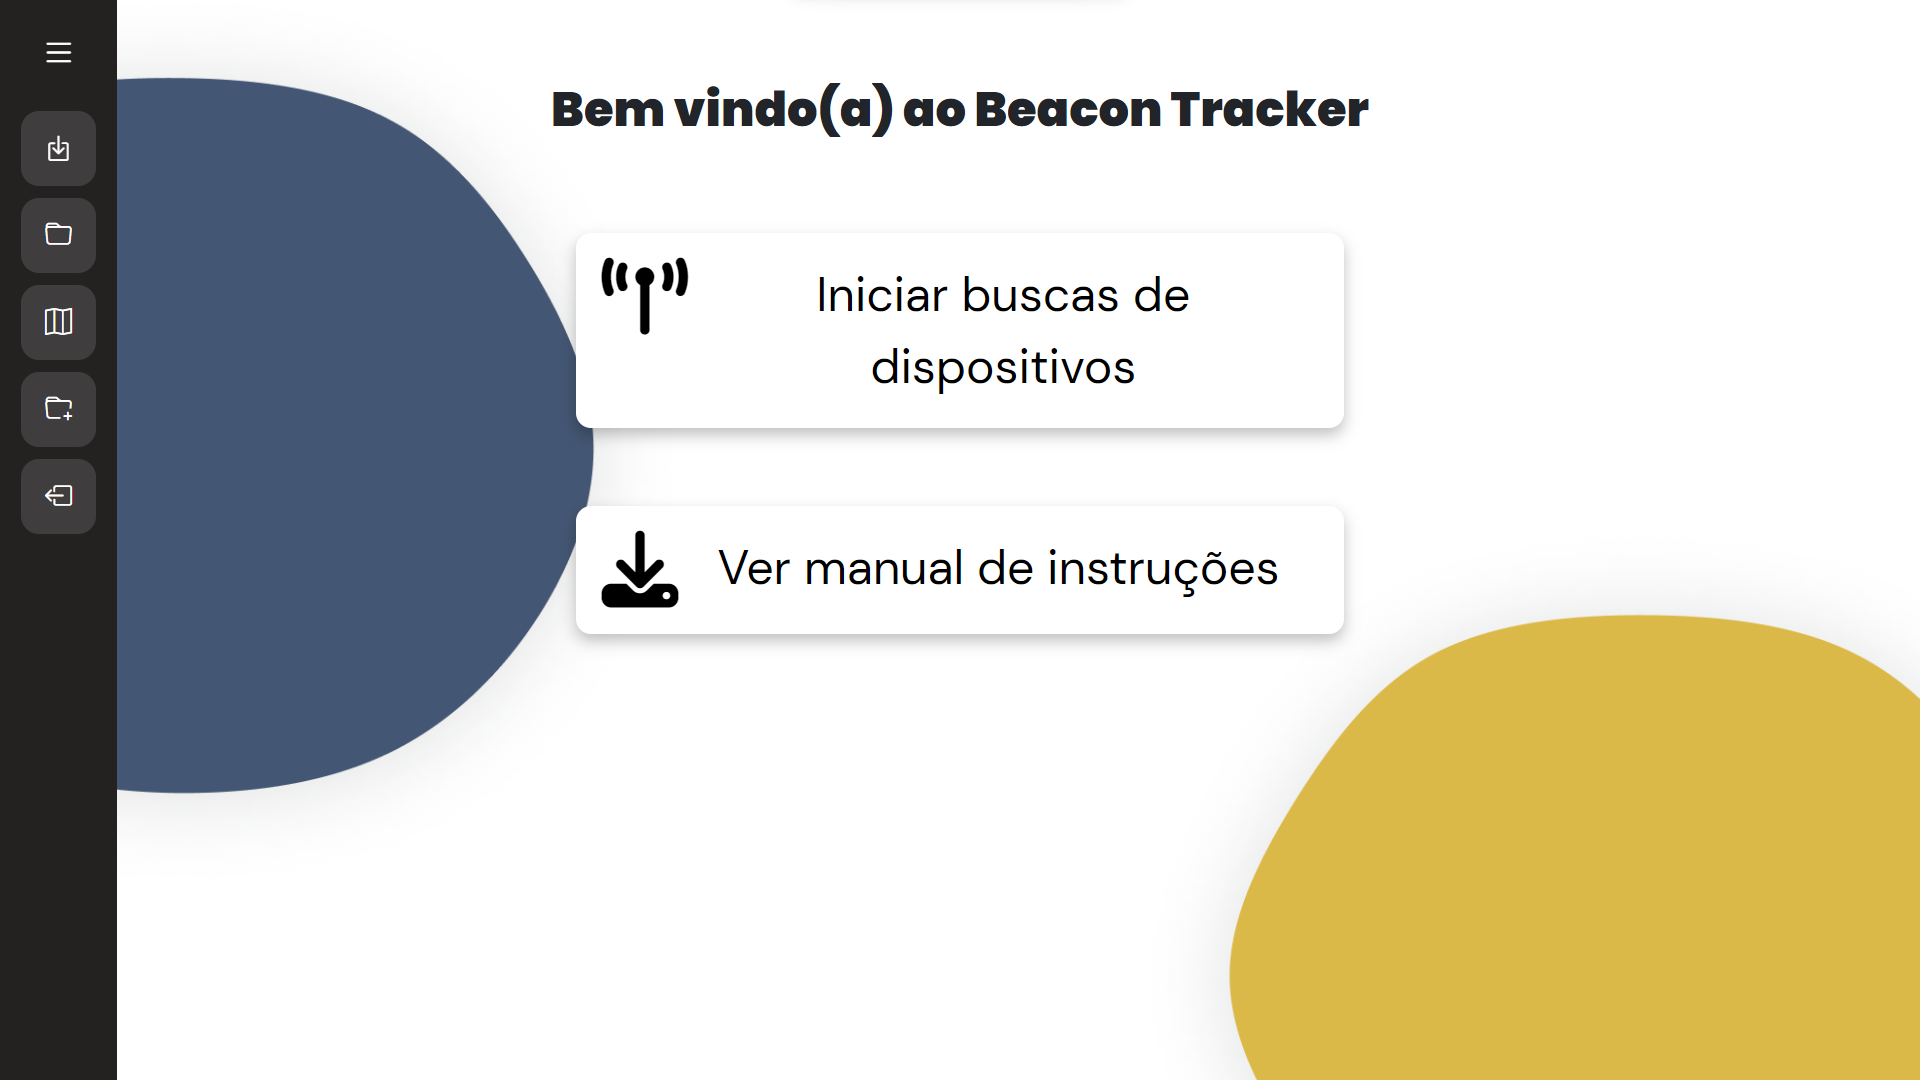 Bem vindo(a) ao Beacon Tracker
Iniciar buscas de
dispositivos
Ver manual de instruções